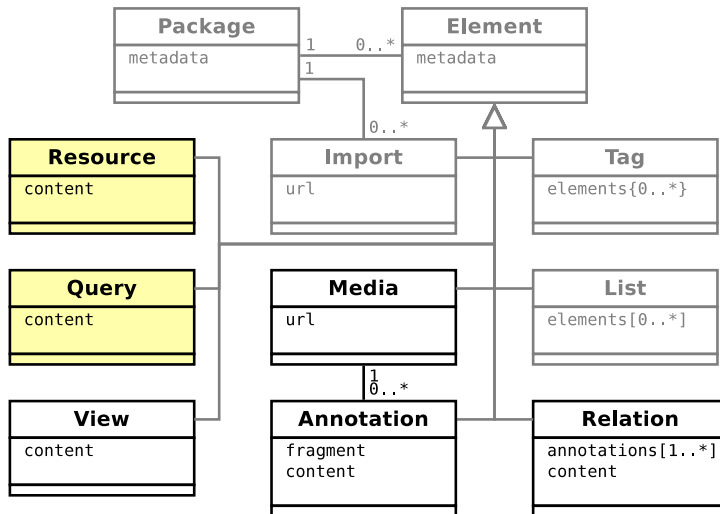 Package
metadata
1
0..*
Element
metadata
1
0..*
Resource
content
Import
url
Tag
elements{0..*}
Query
content
Media
url
List
elements[0..*]
1
0..*
View
content
Annotation
fragment
content
Relation
annotations[1..*]
content